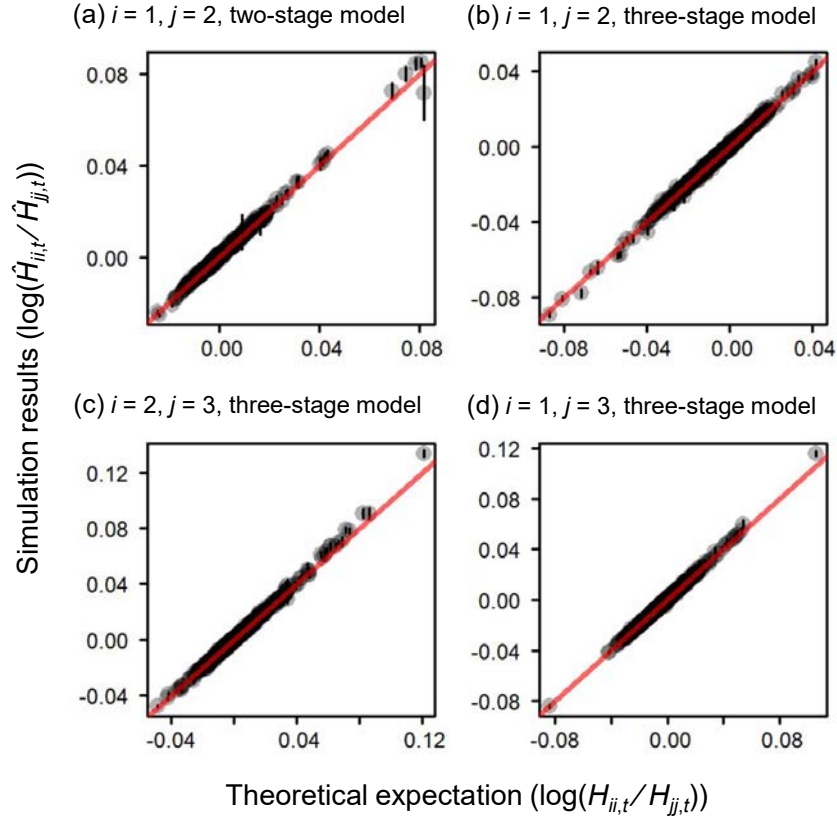 (a) i = 1, j = 2, two-stage model
(b) i = 1, j = 2, three-stage model
0.08
0.04
0.00
0.00 0.04 0.08
0.04
0.00
-0.04
-0.08
-0.08 -0.04 0.00 0.04
(c) i = 2, j = 3, three-stage model
(d) i = 1, j = 3, three-stage model
0.12
0.08
0.04
0.00
-0.04
-0.04 0.04 0.12
0.12
0.08
0.04
0.00
-0.04
-0.08
-0.08 0.00 0.08
Simulation results (log(Ĥii,t / Ĥjj,t))
Theoretical expectation (log(Hii,t / Hjj,t))